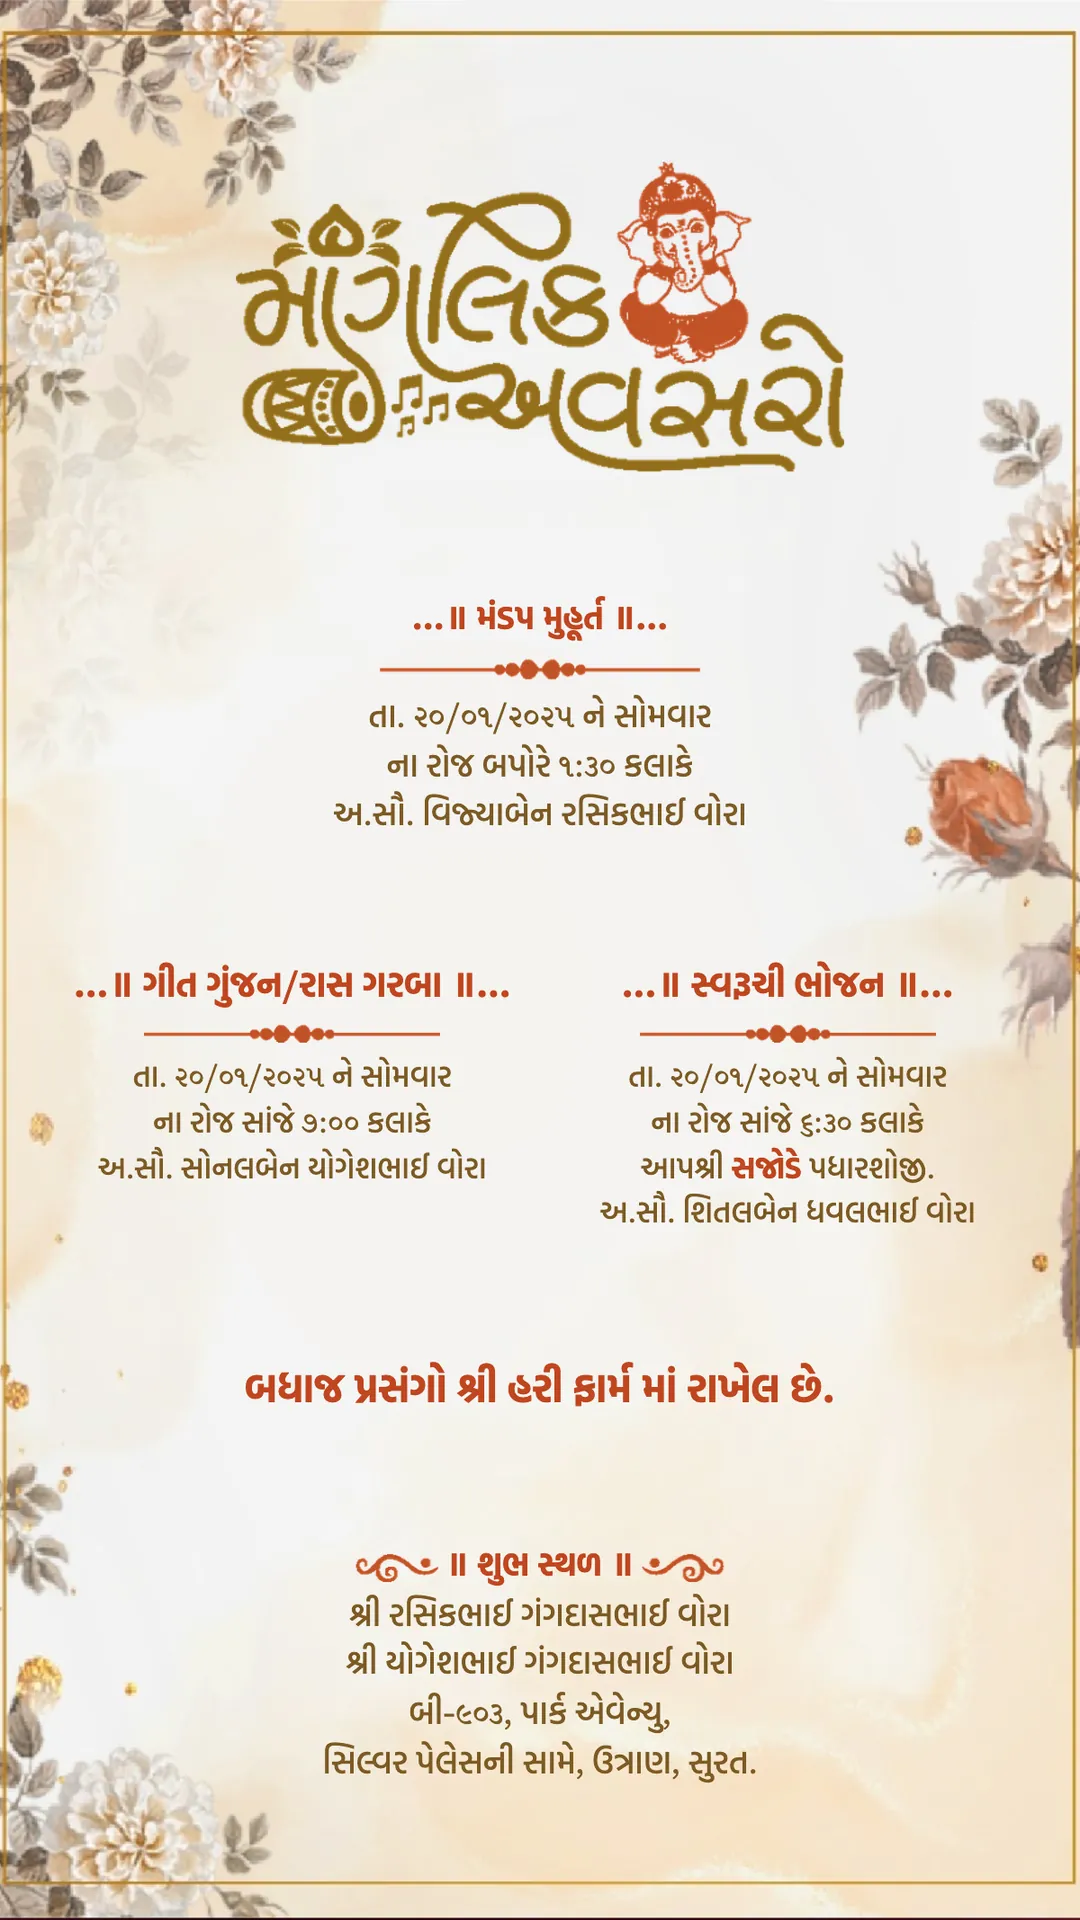 માંગલિક
અવસરો
...॥ મંડપ મુહૂર્ત ॥...
તા. ૨૦/૦૧/૨૦૨૫ ને સોમવાર
ના રોજ બપોરે ૧:૩૦ કલાકે
અ.સૌ. વિજ્યાબેન રસિકભાઈ વોરા
...॥ ગીત ગુંજન/રાસ ગરબા ॥...
તા. ૨૦/૦૧/૨૦૨૫ ને સોમવાર
ના રોજ સાંજે ૭:૦૦ કલાકે
અ.સૌ. સોનલબેન યોગેશભાઈ વોરા
...॥ સ્વરૂચી ભોજન ॥...
તા. ૨૦/૦૧/૨૦૨૫ ને સોમવાર
ના રોજ સાંજે ૬:૩૦ કલાકે
આપશ્રી સજોડે પધારશોજી.
અ.સૌ. શિતલબેન ધવલભાઈ વોરા
બધાજ પ્રસંગો શ્રી હરી ફાર્મ માં રાખેલ છે.
॥ શુભ સ્થળ ॥
શ્રી રસિકભાઈ ગંગદાસભાઈ વોરા
શ્રી યોગેશભાઈ ગંગદાસભાઈ વોરા
બી-૯૦૩, પાર્ક એવેન્યુ,
સિલ્વર પેલેસની સામે, ઉત્રાણ, સુરત.